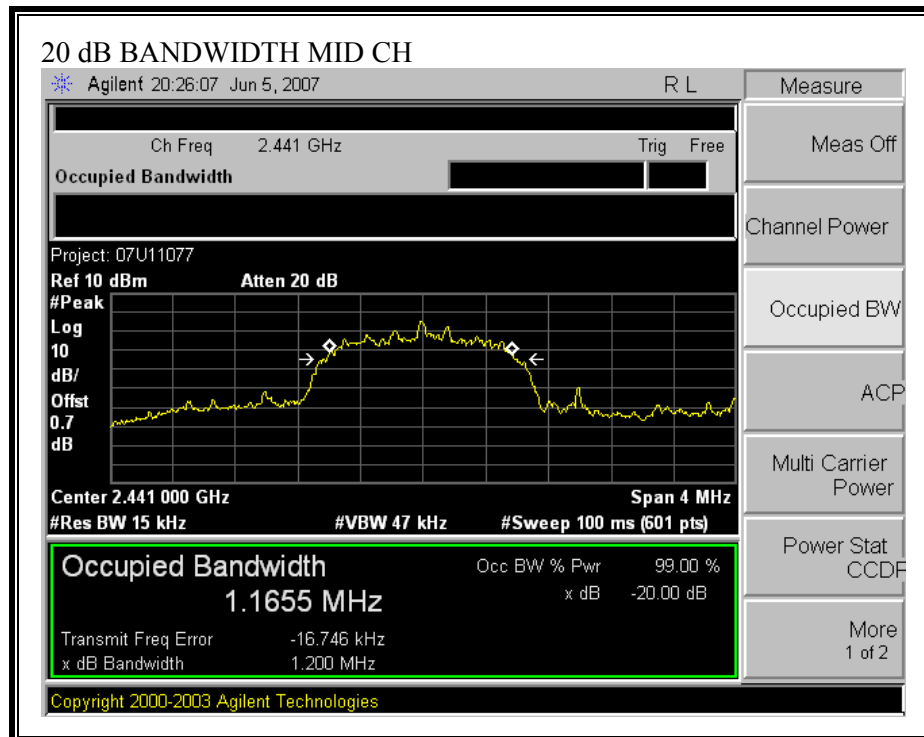 20 dB BANDWIDTH MID CH
Agilent 20:26:07 Jun 5, 2007 R L
Measure
Ch Freq 2.441 GHz Trig Free
Occupied Bandwidth
Meas Off
Channel Power
Occupied BW
ACP
Multi Carrier
Power
Power Stat
CCDF
More
1 of 2
Project: 07U11077
Ref 10 dBm Atten 20 dB
#Peak
Log
10
dB/
Offst
0.7
dB
Center 2.441 000 GHz Span 4 MHz
#Res BW 15 kHz #VBW 47 kHz #Sweep 100 ms (601 pts)
Occupied Bandwidth
1.1655 MHz
Occ BW % Pwr 99.00 %
x dB -20.00 dB
Transmit Freq Error -16.746 kHz
x dB Bandwidth 1.200 MHz
Copyright 2000-2003 Agilent Technologies